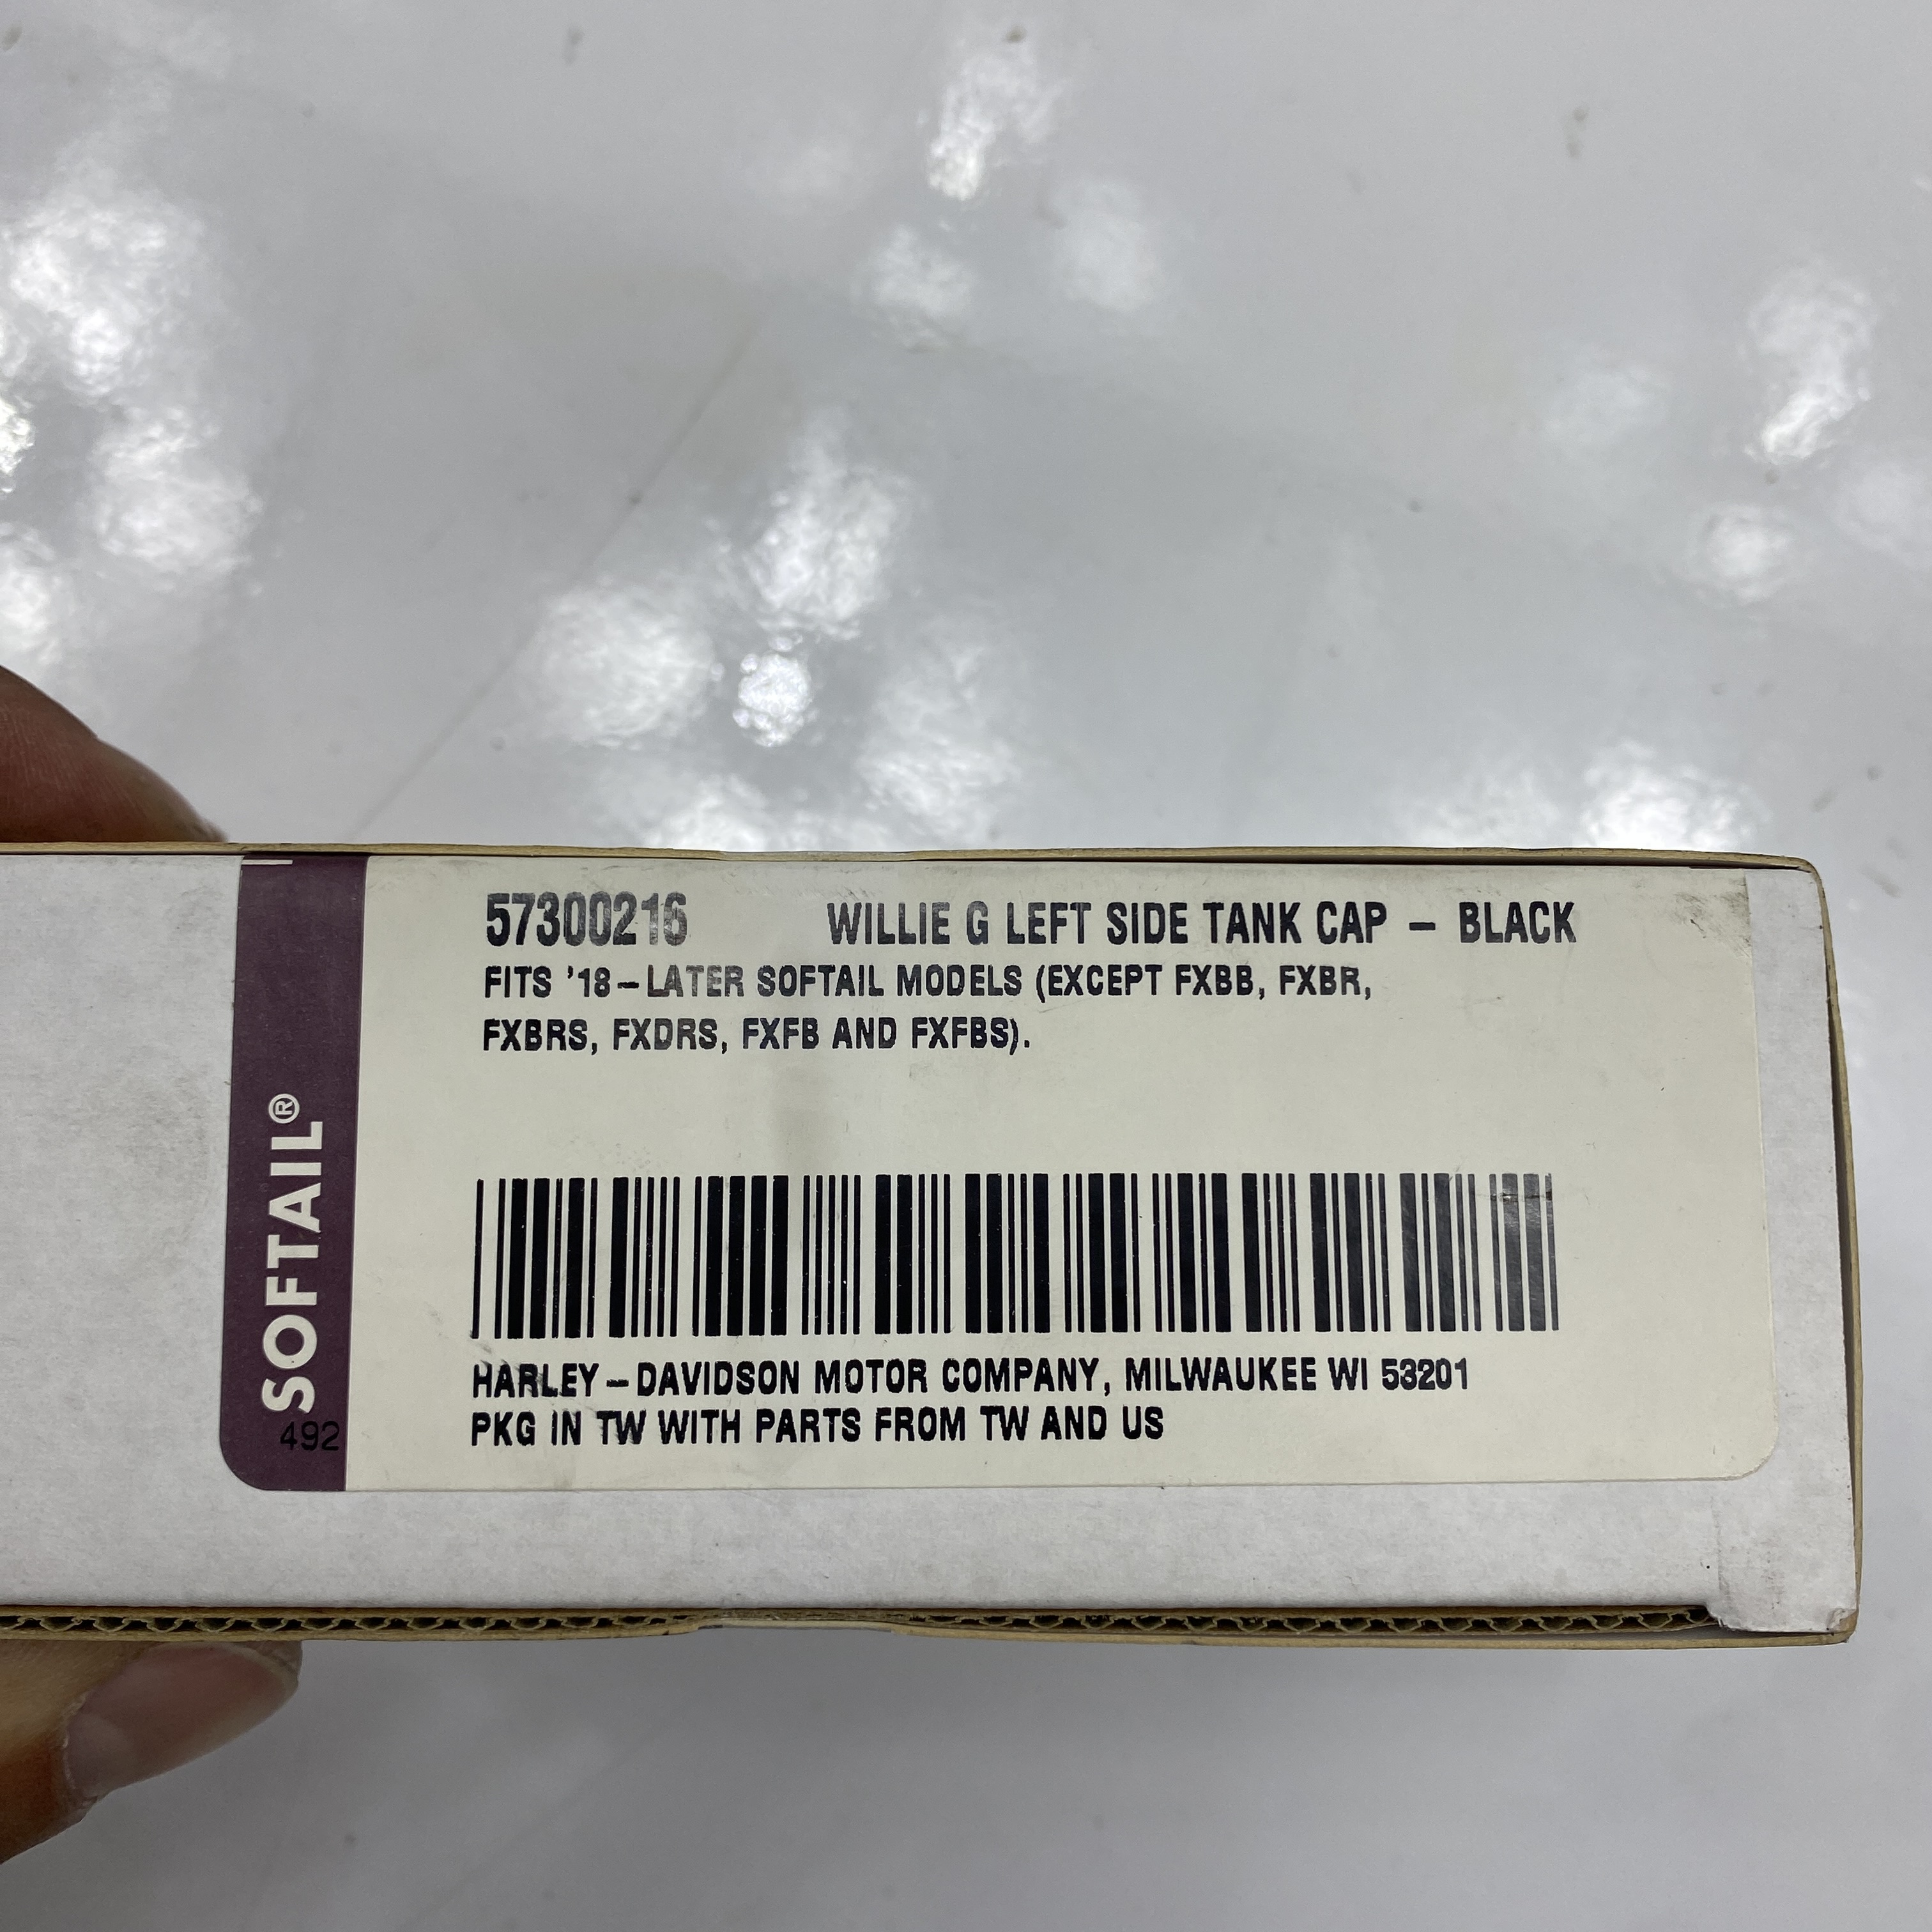 57300216 WILLIE G LEFT SIDE TANK CAP – BLACK
FITS '18–LATER SOFTAIL MODELS (EXCEPT FXBB, FXBR,
FXBRS, FXDRS, FXFB AND FXFBS).
SOFTAIL®
492
HARLEY–DAVIDSON MOTOR COMPANY, MILWAUKEE WI 53201
PKG IN TW WITH PARTS FROM TW AND US